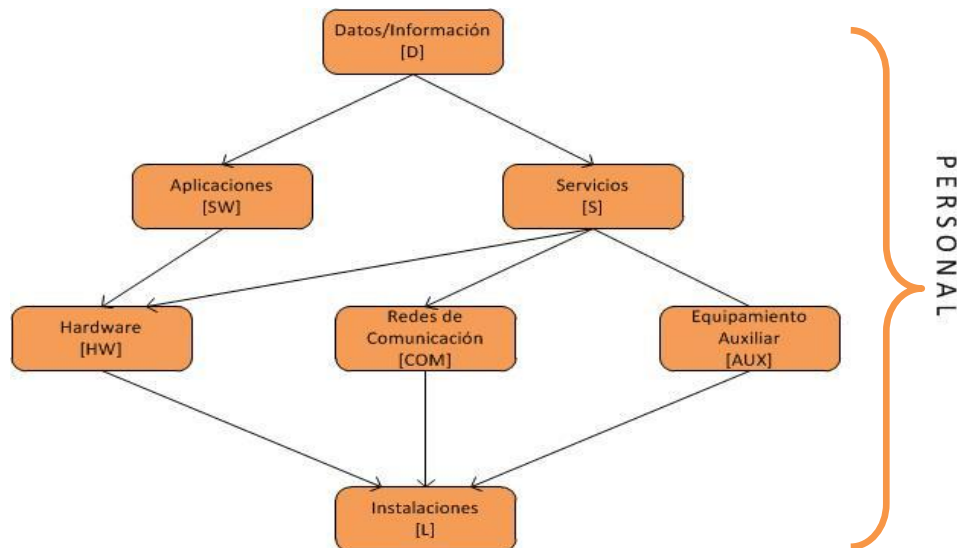 Datos/Información
[D]
Aplicaciones
[SW]
Servicios
[S]
Hardware
[HW]
Redes de
Comunicación
[COM]
Equipamiento
Auxiliar
[AUX]
Instalaciones
[L]
PERSONAL